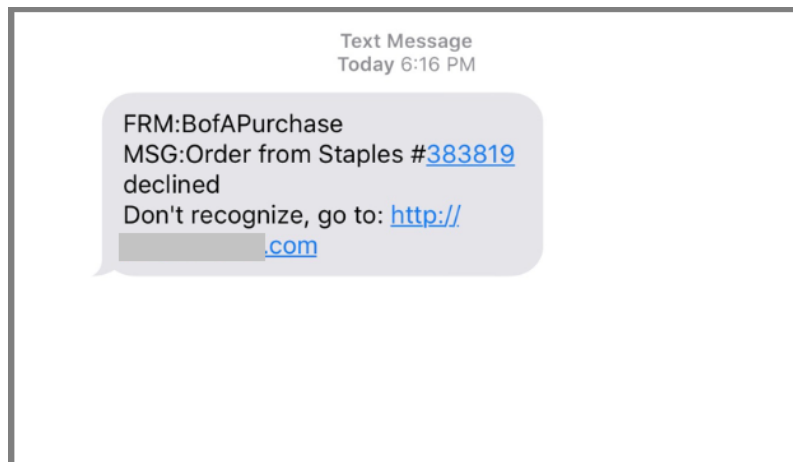 Text Message
Today 6:16 PM
FRM:BofAPurchase
MSG:Order from Staples #383819
declined
Don't recognize, go to: http://
.com